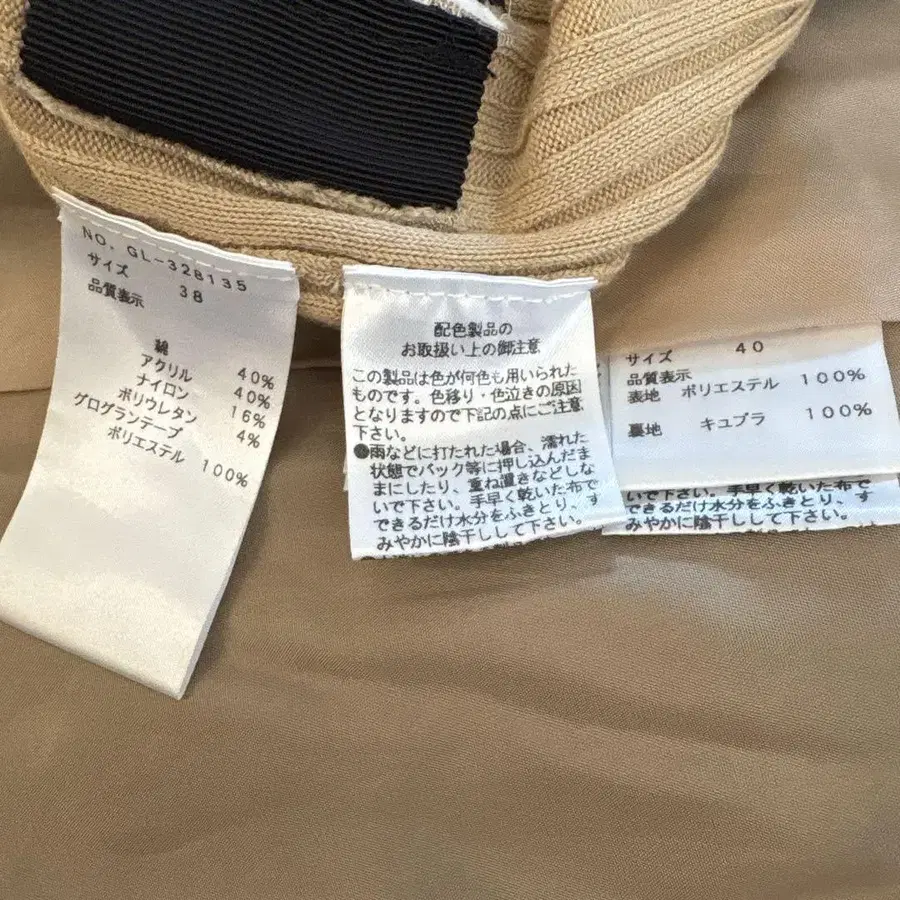 NO. GL-328135
サイズ 38
品質表示
綿 40%
アクリル 40%
ナイロン 16%
ポリウレタン 4%
グログランテープ
ポリエステル 100%
配色製品の
お取扱い上の御注意
この製品は色が何色も用いられた
ものです。色移り・色泣きの原因
となりますので下記の点にご注意
下さい。
●雨などに打たれた場合、濡れた
状態でバック等に押し込んだま
まにしたり、重ね置きなどしな
いで下さい。手早く乾いた布で
できるだけ水分をふきとり、す
みやかに陰干しして下さい。
サイズ 40
品質表示
表地 ポリエステル 100%
裏地 キュプラ 100%
いで下さい。手早く乾いた布で
できるだけ水分をふきとり、す
みやかに陰干しして下さい。